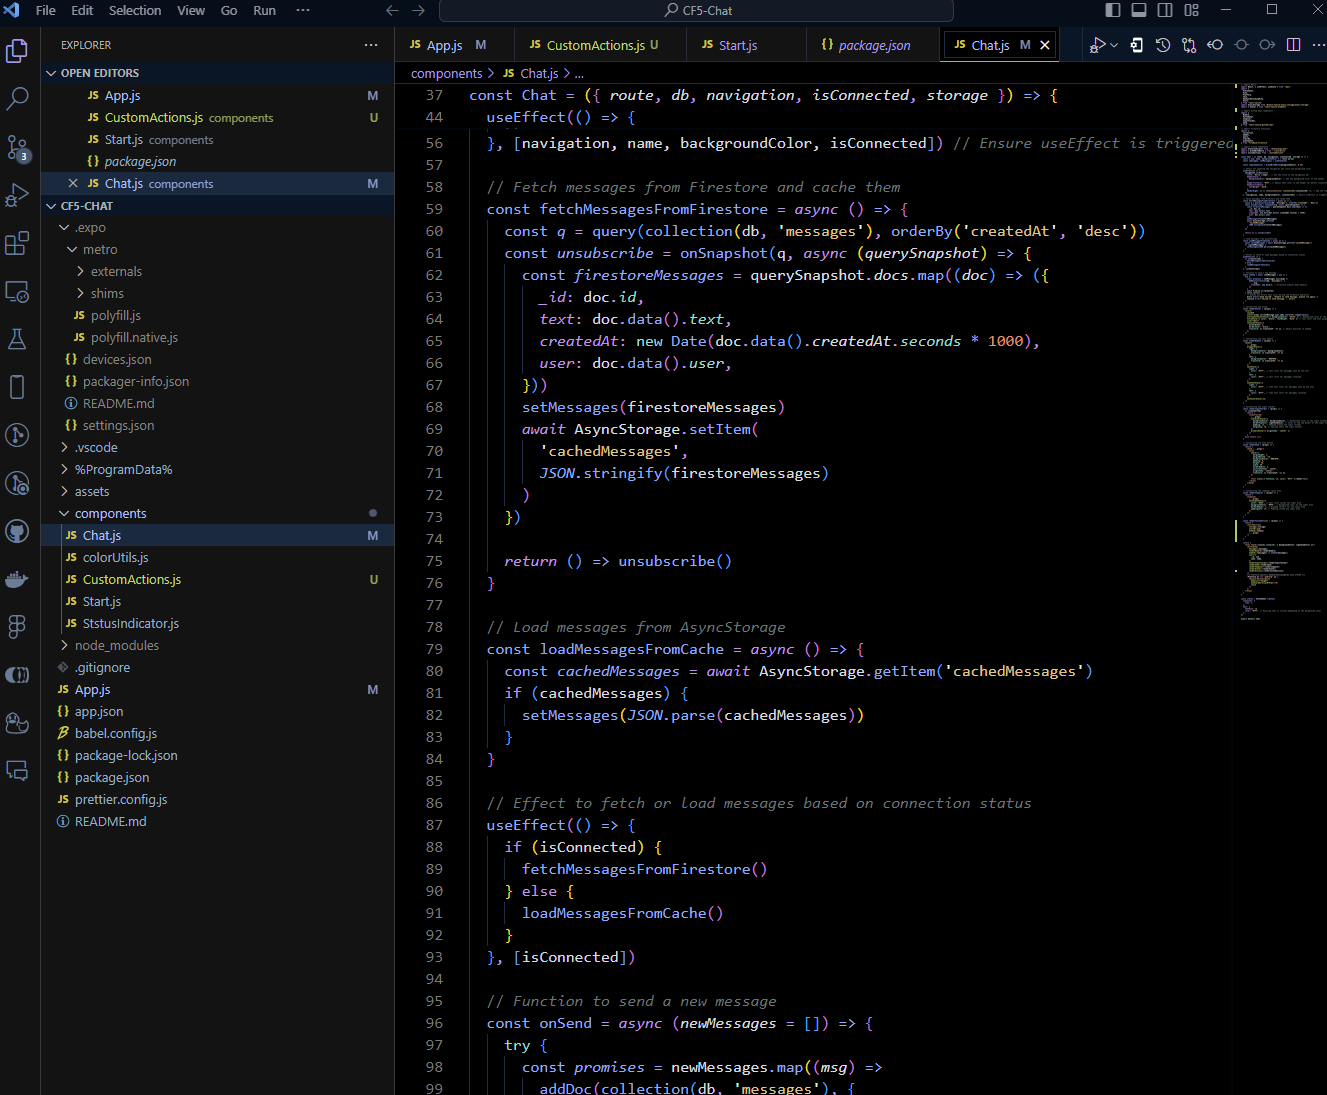 File Edit Selection View Go Run ··· CF5-Chat
EXPLORER ···
OPEN EDITORS
JS App.js M
JS CustomActions.js components U
JS Start.js components
{} package.json
JS Chat.js components M
CF5-CHAT
.expo
metro
externals
shims
JS polyfill.js
JS polyfill.native.js
{} devices.json
{} packager-info.json
README.md
{} settings.json
.vscode
%ProgramData%
assets
components
JS Chat.js M
JS colorUtils.js
JS CustomActions.js U
JS Start.js
JS StstusIndicator.js
node_modules
.gitignore
JS App.js M
{} app.json
babel.config.js
{} package-lock.json
{} package.json
JS prettier.config.js
README.md
3
JS App.js M JS CustomActions.js U JS Start.js {} package.json JS Chat.js M
components > JS Chat.js > ...
37 const Chat = ({ route, db, navigation, isConnected, storage }) => {
44 useEffect(() => {
56 }, [navigation, name, backgroundColor, isConnected]) // Ensure useEffect is triggered
57
58 // Fetch messages from Firestore and cache them
59 const fetchMessagesFromFirestore = async () => {
60 const q = query(collection(db, 'messages'), orderBy('createdAt', 'desc'))
61 const unsubscribe = onSnapshot(q, async (querySnapshot) => {
62 const firestoreMessages = querySnapshot.docs.map((doc) => ({
63 _id: doc.id,
64 text: doc.data().text,
65 createdAt: new Date(doc.data().createdAt.seconds * 1000),
66 user: doc.data().user,
67 }))
68 setMessages(firestoreMessages)
69 await AsyncStorage.setItem(
70 'cachedMessages',
71 JSON.stringify(firestoreMessages)
72 )
73 })
74
75 return () => unsubscribe()
76 }
77
78 // Load messages from AsyncStorage
79 const loadMessagesFromCache = async () => {
80 const cachedMessages = await AsyncStorage.getItem('cachedMessages')
81 if (cachedMessages) {
82 setMessages(JSON.parse(cachedMessages))
83 }
84 }
85
86 // Effect to fetch or load messages based on connection status
87 useEffect(() => {
88 if (isConnected) {
89 fetchMessagesFromFirestore()
90 } else {
91 loadMessagesFromCache()
92 }
93 }, [isConnected])
94
95 // Function to send a new message
96 const onSend = async (newMessages = []) => {
97 try {
98 const promises = newMessages.map((msg) =>
99 addDoc(collection(db, 'messages'), {